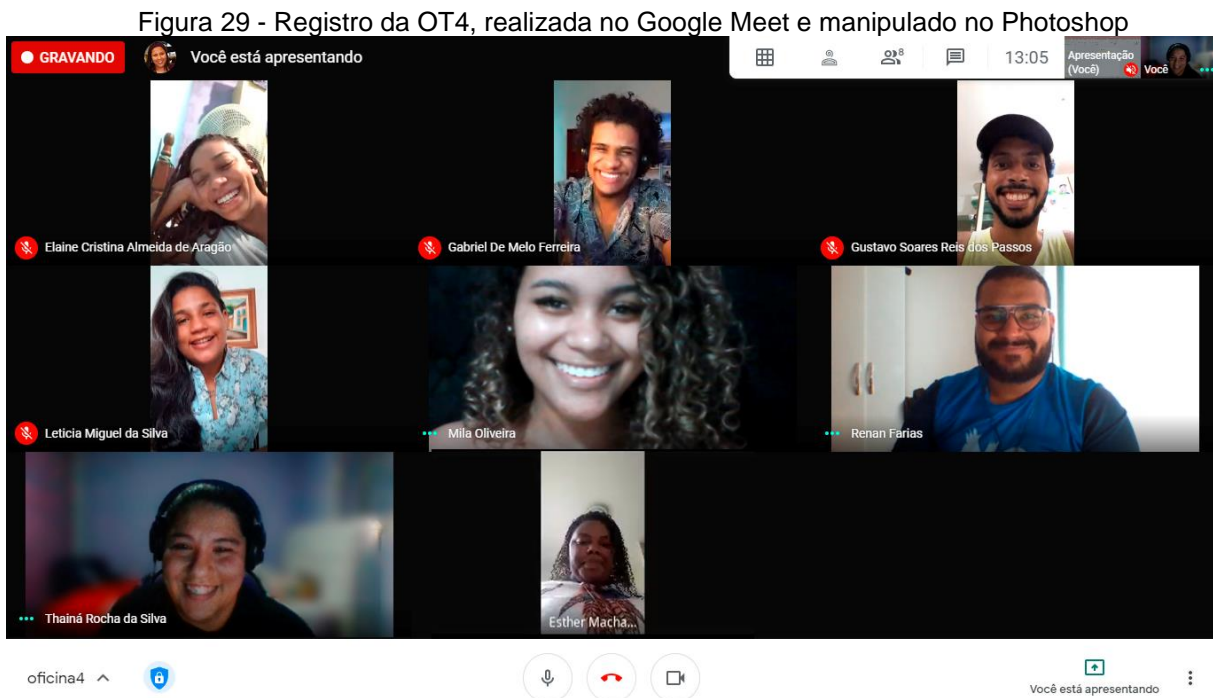 Figura 29 - Registro da OT4, realizada no Google Meet e manipulado no Photoshop
GRAVANDO
Você está apresentando
8
13:05
Apresentação
(Você)
Você
Elaine Cristina Almeida de Aragão
Gabriel De Melo Ferreira
Gustavo Soares Reis dos Passos
Leticia Miguel da Silva
Mila Oliveira
Renan Farias
Thainá Rocha da Silva
Esther Macha...
oficina4
Você está apresentando